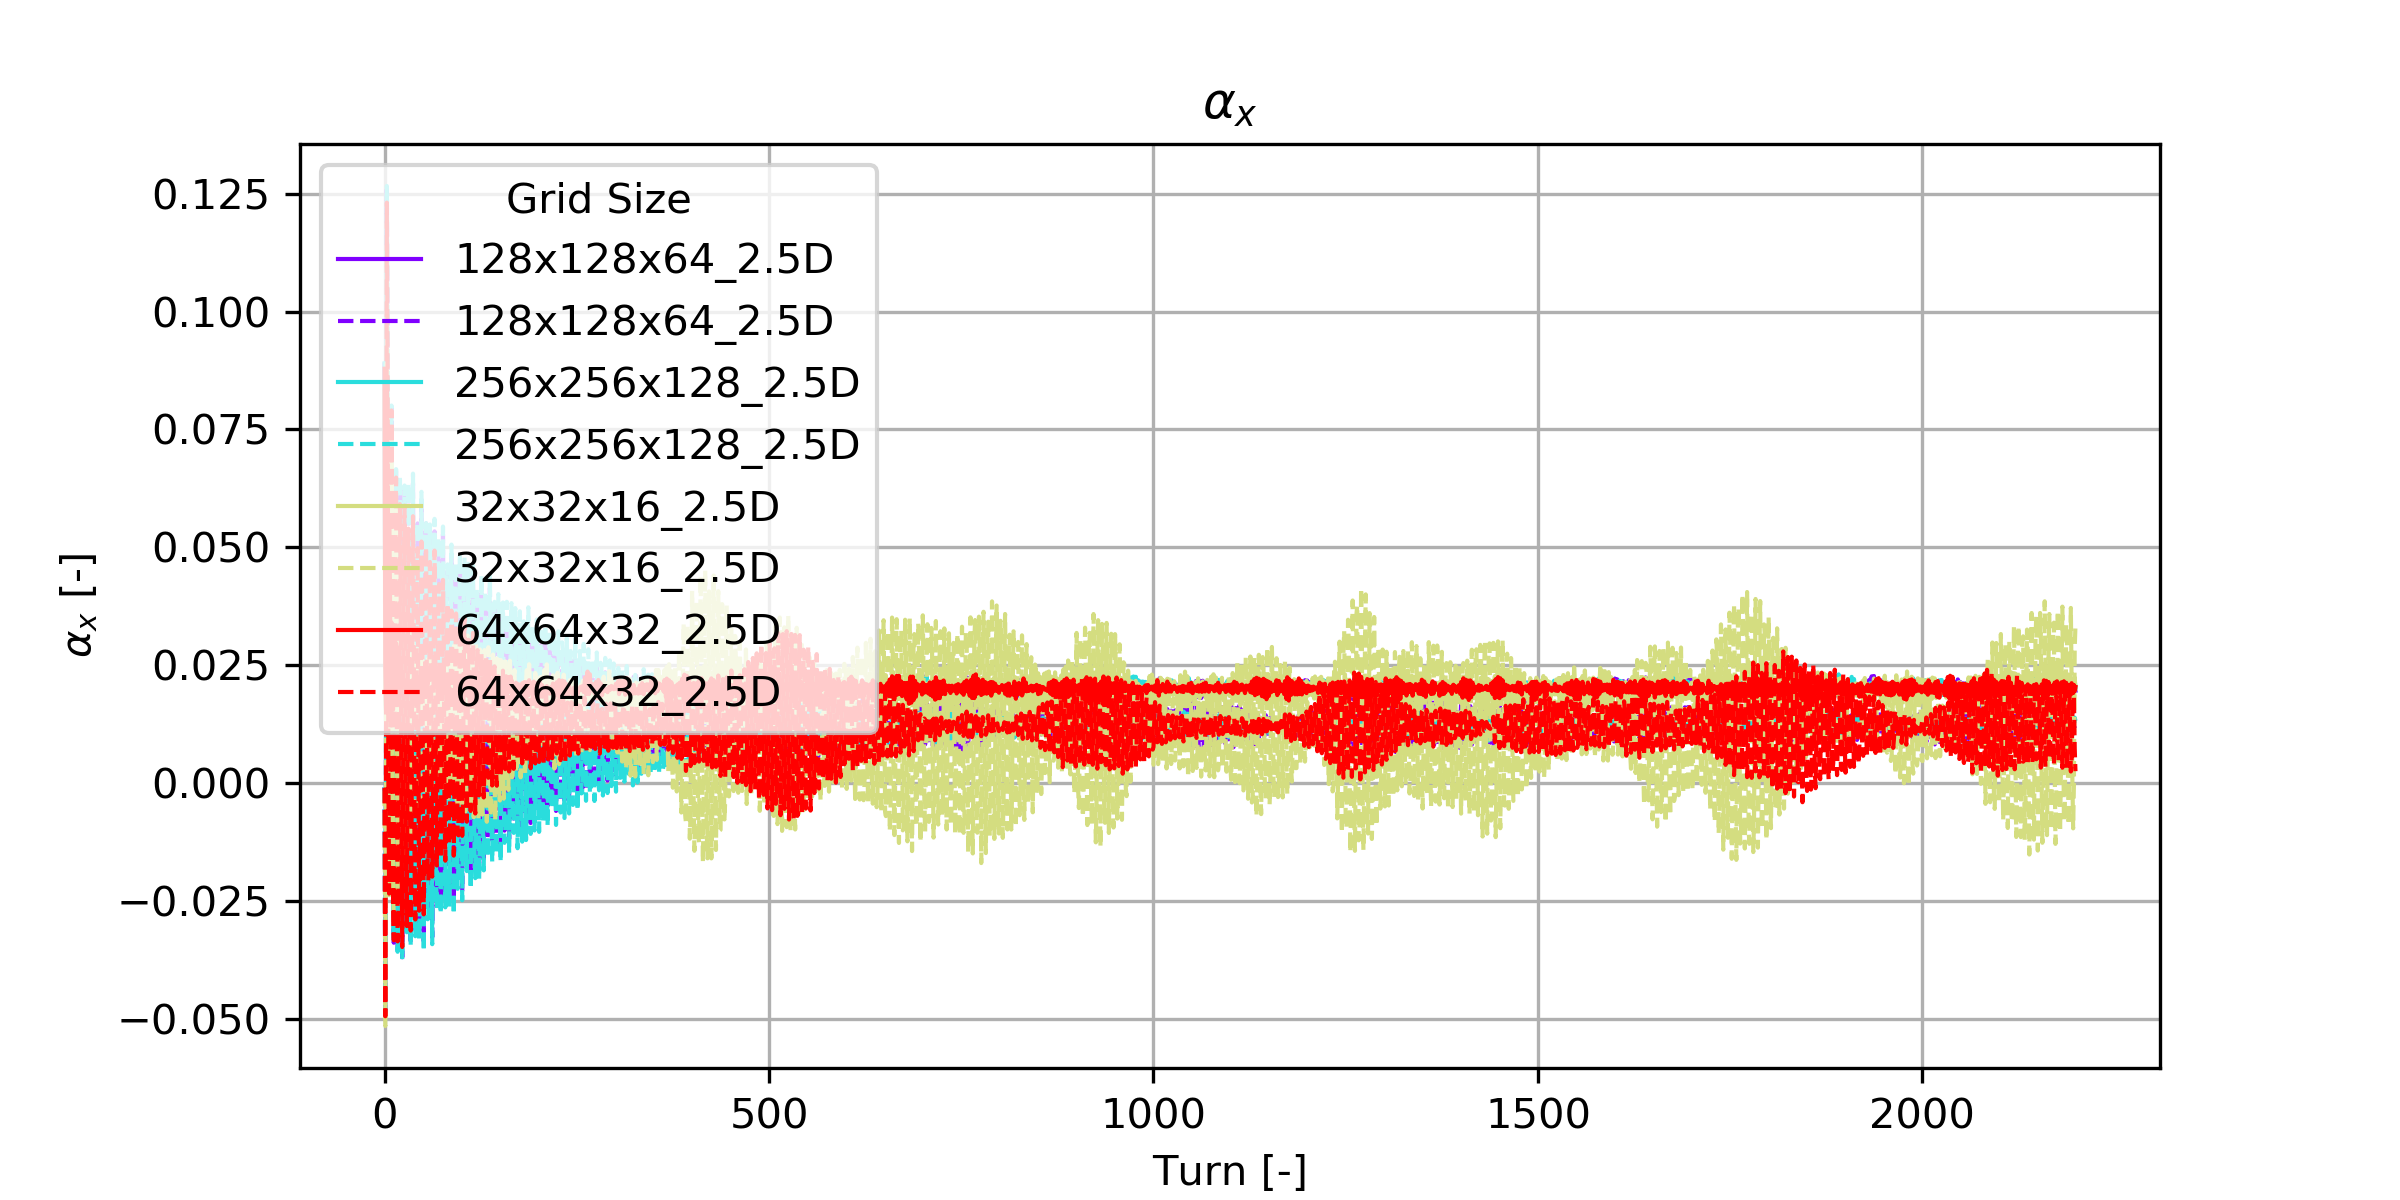 αx
Grid Size
128x128x64_2.5D
128x128x64_2.5D
256x256x128_2.5D
256x256x128_2.5D
32x32x16_2.5D
32x32x16_2.5D
64x64x32_2.5D
64x64x32_2.5D
0.125
0.100
0.075
0.050
0.025
0.000
−0.025
−0.050
αx [-]
0 500 1000 1500 2000
Turn [-]